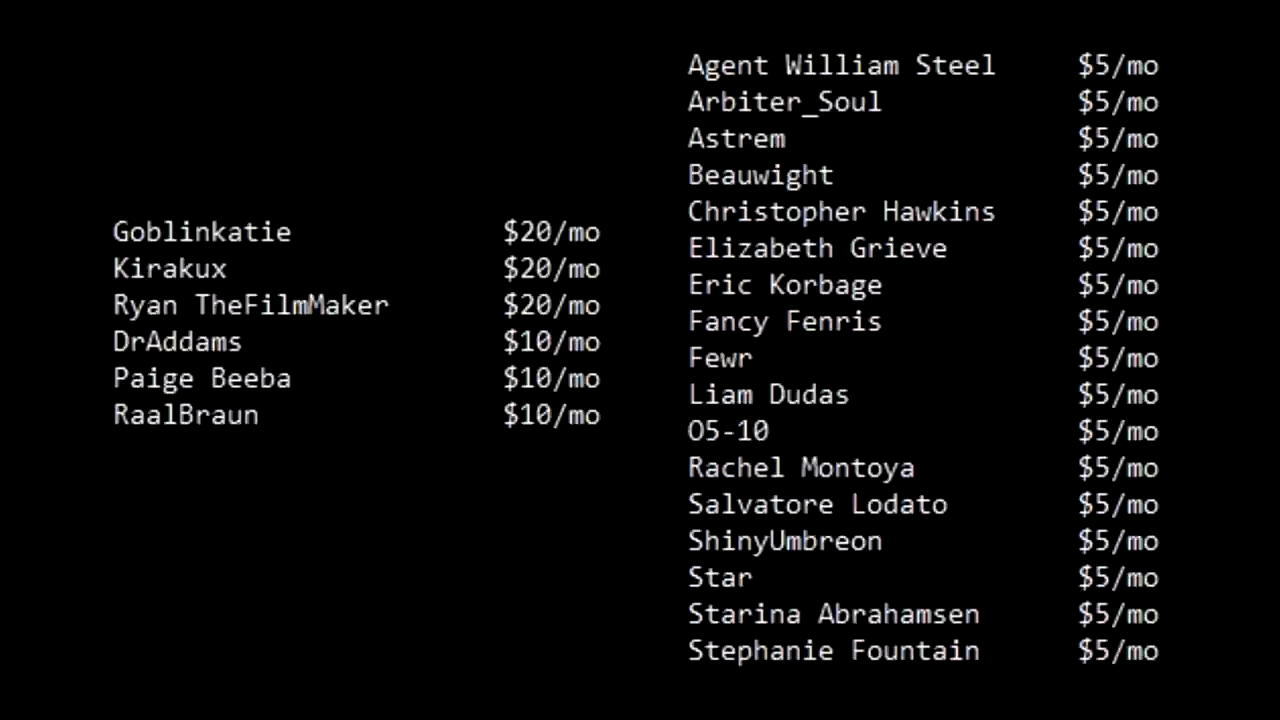 Goblinkatie $20/mo
Kirakux $20/mo
Ryan TheFilmMaker $20/mo
DrAddams $10/mo
Paige Beeba $10/mo
RaalBraun $10/mo
Agent William Steel $5/mo
Arbiter_Soul $5/mo
Astrem $5/mo
Beauwight $5/mo
Christopher Hawkins $5/mo
Elizabeth Grieve $5/mo
Eric Korbage $5/mo
Fancy Fenris $5/mo
Fewr $5/mo
Liam Dudas $5/mo
O5-10 $5/mo
Rachel Montoya $5/mo
Salvatore Lodato $5/mo
ShinyUmbreon $5/mo
Star $5/mo
Starina Abrahamsen $5/mo
Stephanie Fountain $5/mo